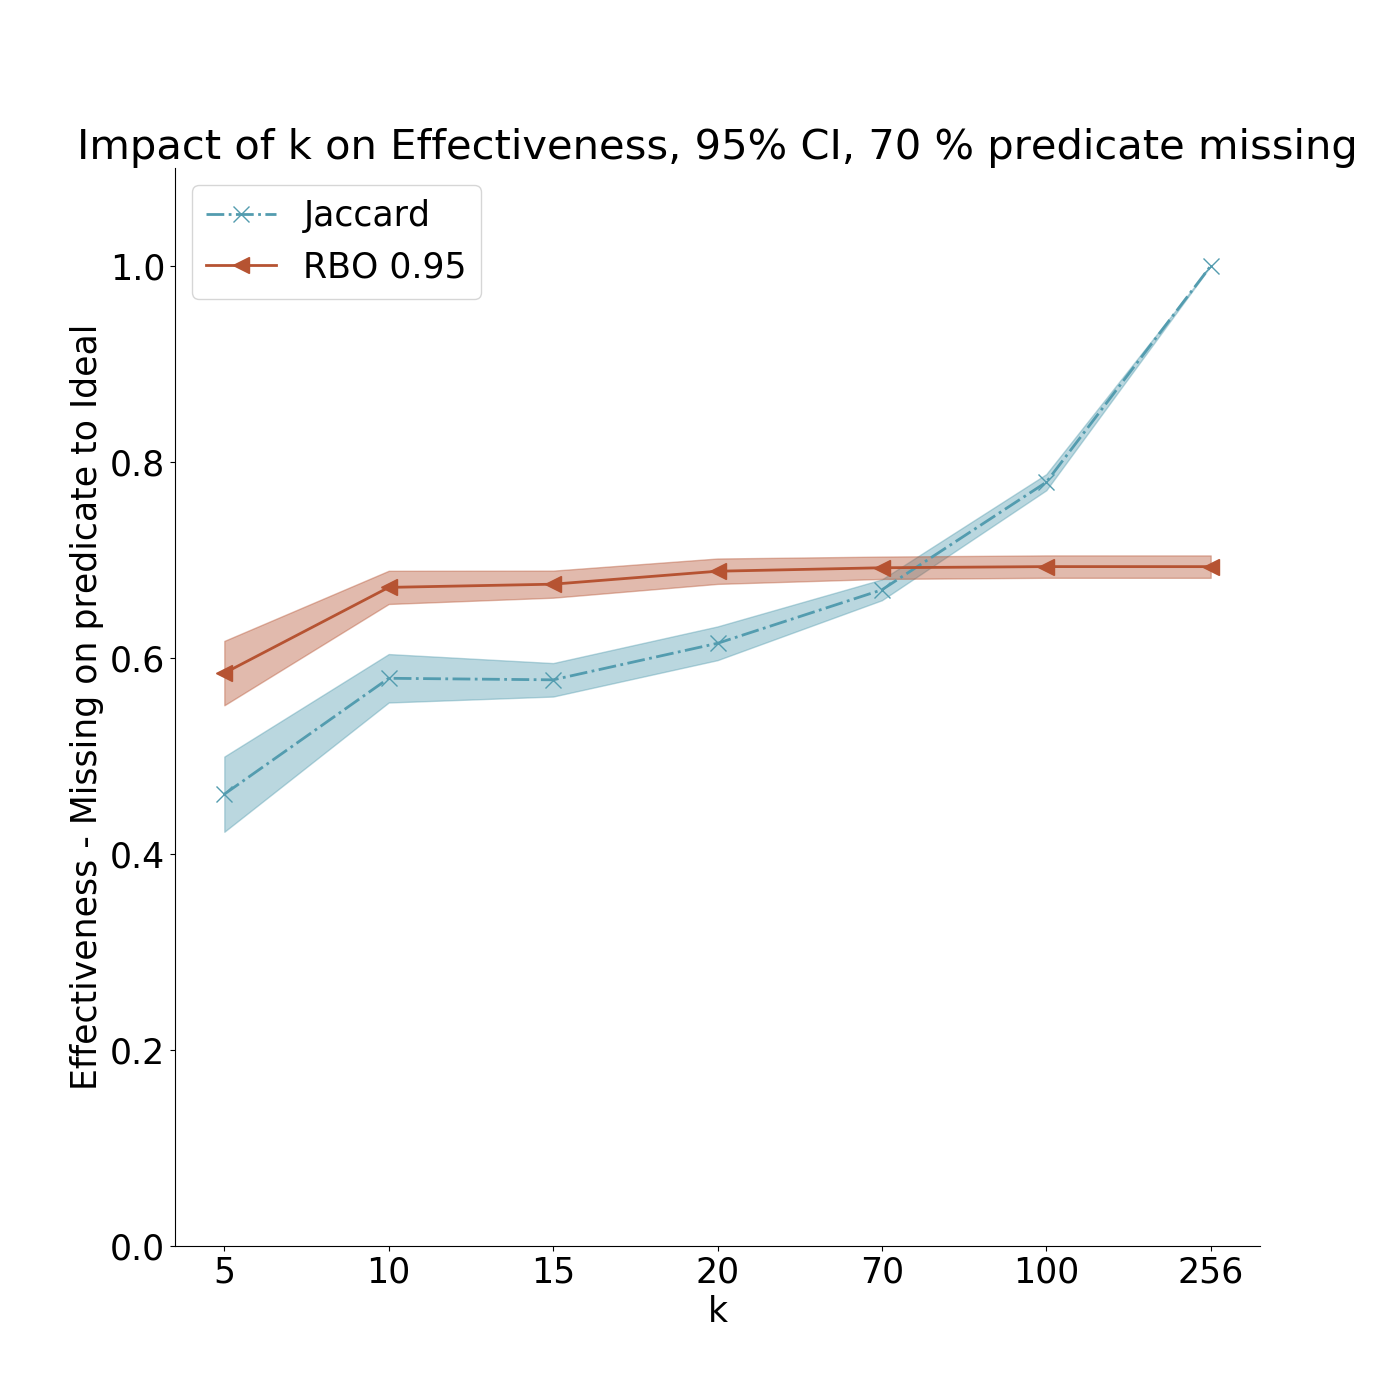 Impact of k on Effectiveness, 95% CI, 70 % predicate missing
Jaccard
RBO 0.95
Effectiveness - Missing on predicate to Ideal
1.0
0.8
0.6
0.4
0.2
0.0
5 10 15 20 70 100 256
k